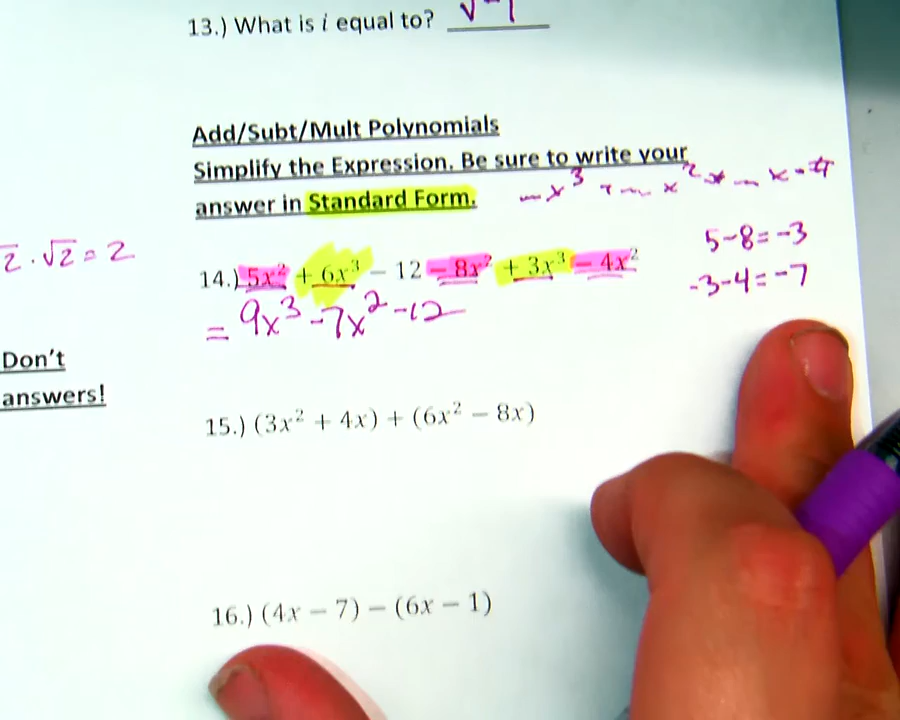 13.) What is i equal to? √-1
Add/Subt/Mult Polynomials
Simplify the Expression. Be sure to write your
answer in Standard Form.
5-8=-3
-3-4=-7
·√2=2
14.) 5x² + 6x³ − 12 − 8x² + 3x³ − 4x²
= 9x³ -7x² -12
Don't
answers!
15.) (3x² + 4x) + (6x² − 8x)
16.) (4x − 7) − (6x − 1)